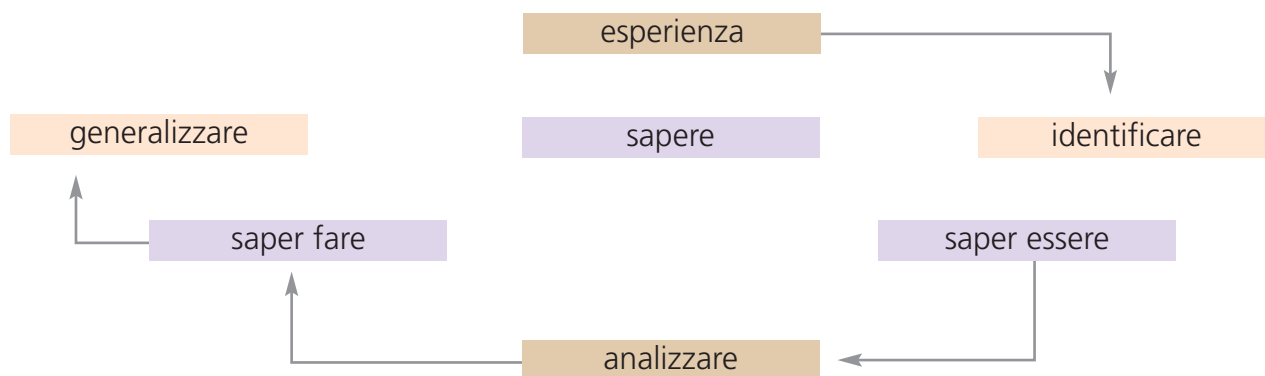 esperienza
generalizzare
sapere
identificare
saper fare
saper essere
analizzare